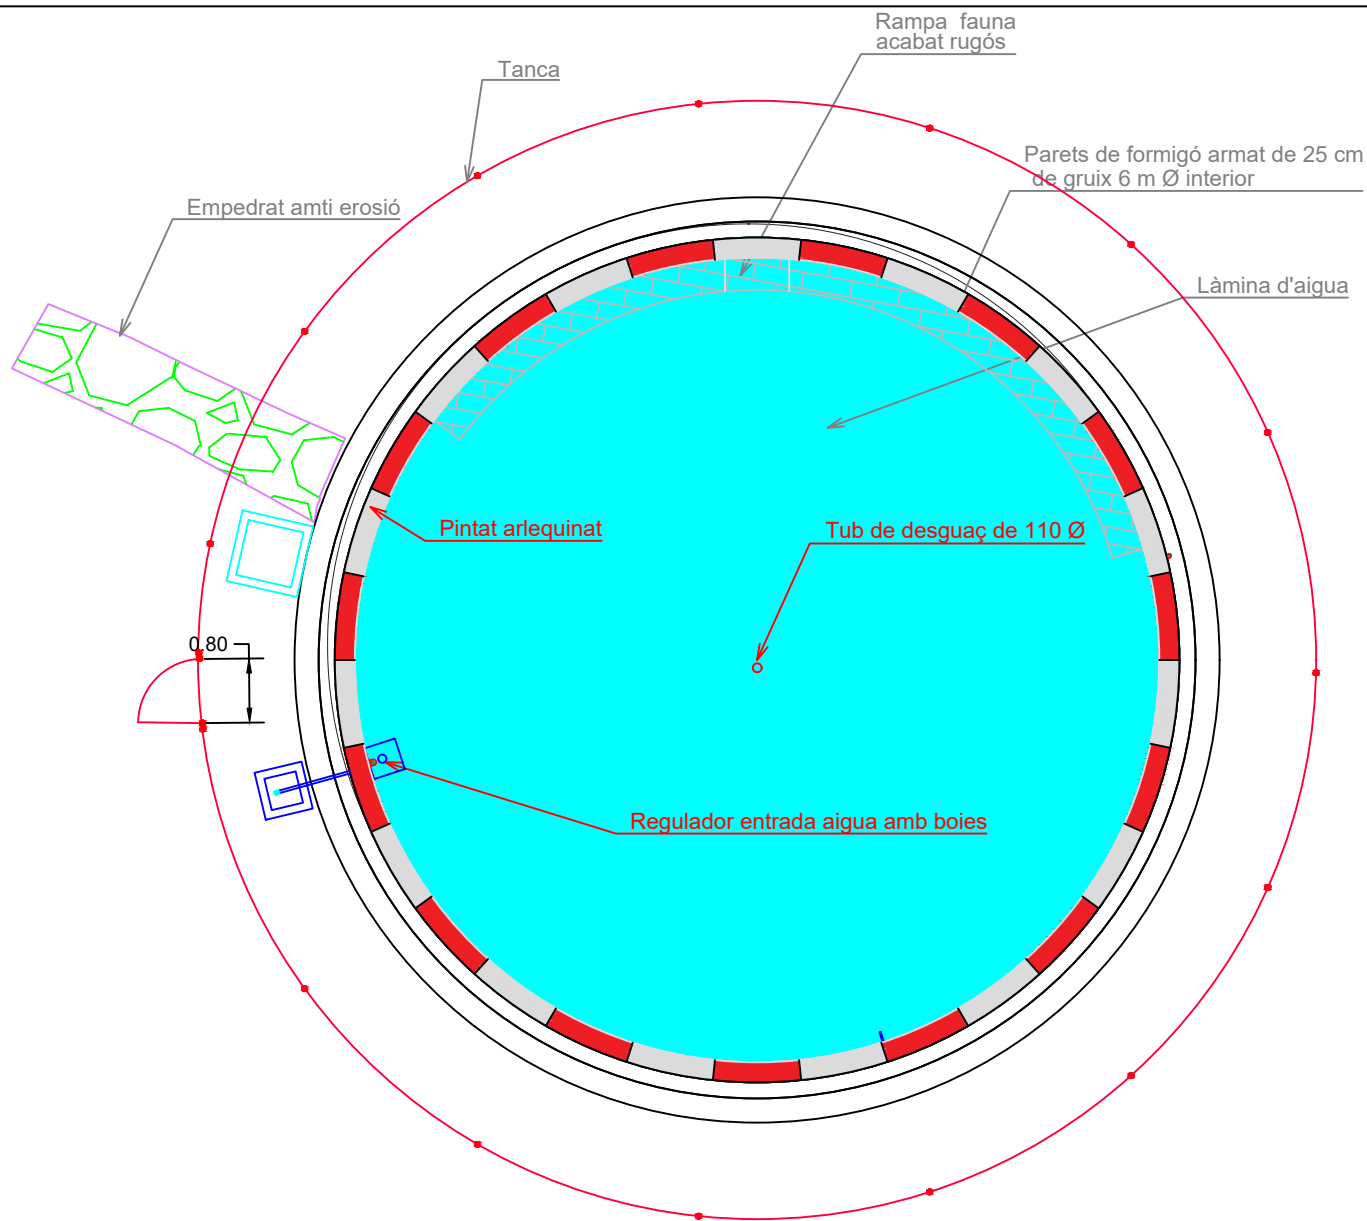 Rampa fauna
acabat rugós
Tanca
Parets de formigó armat de 25 cm
de gruix 6 m Ø interior
Empedrat amti erosió
Làmina d'aigua
Pintat arlequinat
Tub de desguaç de 110 Ø
0.80
Regulador entrada aigua amb boies